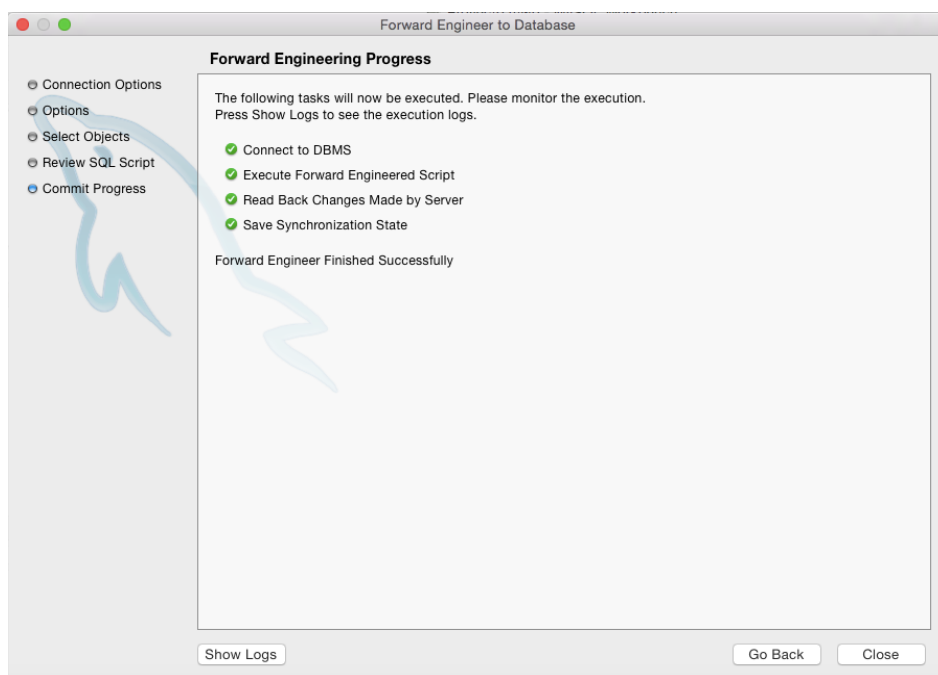 Forward Engineer to Database
Forward Engineering Progress
Connection Options
Options
Select Objects
Review SQL Script
Commit Progress
The following tasks will now be executed. Please monitor the execution.
Press Show Logs to see the execution logs.
Connect to DBMS
Execute Forward Engineered Script
Read Back Changes Made by Server
Save Synchronization State
Forward Engineer Finished Successfully
Show Logs
Go Back
Close